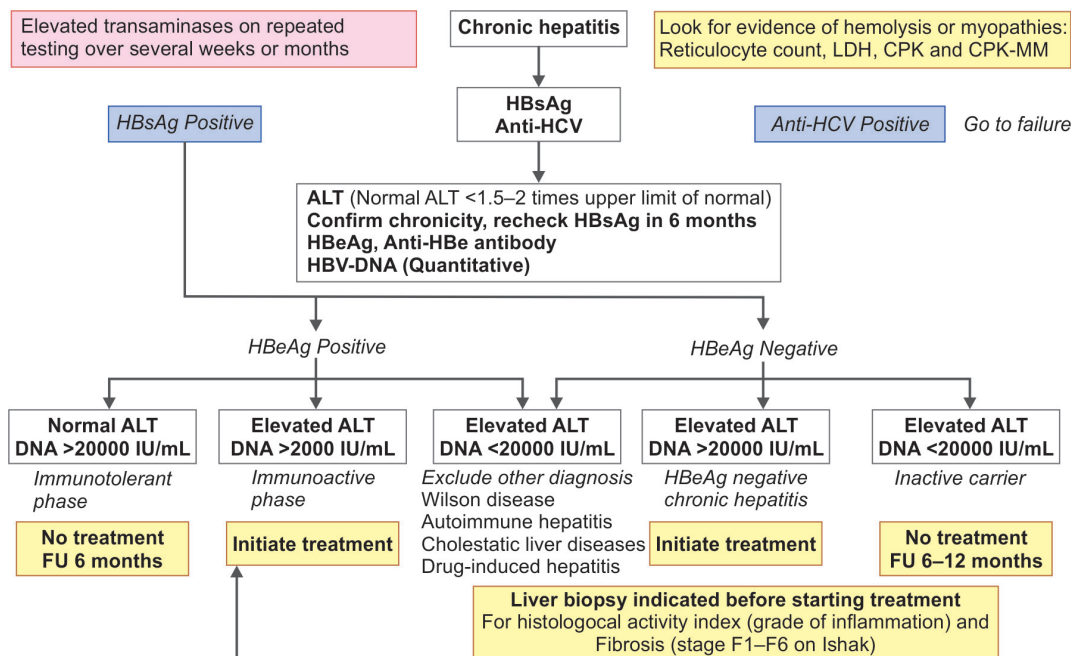 Elevated transaminases on repeated
testing over several weeks or months
Chronic hepatitis
Look for evidence of hemolysis or myopathies:
Reticulocyte count, LDH, CPK and CPK-MM
HBsAg Positive
HBsAg
Anti-HCV
Anti-HCV Positive
Go to failure
ALT (Normal ALT <1.5–2 times upper limit of normal)
Confirm chronicity, recheck HBsAg in 6 months
HBeAg, Anti-HBe antibody
HBV-DNA (Quantitative)
HBeAg Positive
HBeAg Negative
Normal ALT
DNA >20000 IU/mL
Immunotolerant
phase
No treatment
FU 6 months
Elevated ALT
DNA >2000 IU/mL
Immunoactive
phase
Initiate treatment
Elevated ALT
DNA <20000 IU/mL
Exclude other diagnosis
Wilson disease
Autoimmune hepatitis
Cholestatic liver diseases
Drug-induced hepatitis
Elevated ALT
DNA >20000 IU/mL
HBeAg negative
chronic hepatitis
Initiate treatment
Elevated ALT
DNA <20000 IU/mL
Inactive carrier
No treatment
FU 6–12 months
Liver biopsy indicated before starting treatment
For histologocal activity index (grade of inflammation) and
Fibrosis (stage F1–F6 on Ishak)